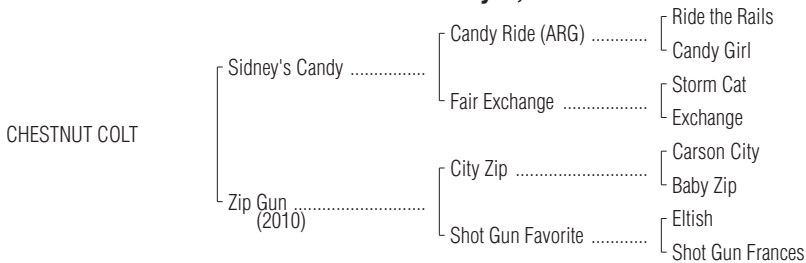 Ride the Rails
Candy Ride (ARG) ............
Candy Girl
Sidney's Candy ................
Storm Cat
Fair Exchange ..................
Exchange
CHESTNUT COLT
Carson City
City Zip ............................
Baby Zip
Zip Gun ............................
(2010)
Eltish
Shot Gun Favorite ............
Shot Gun Frances